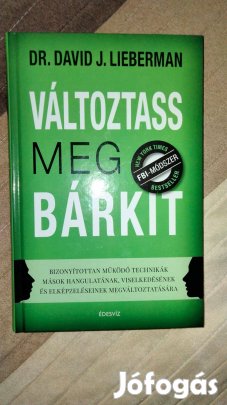 DR. DAVID J. LIEBERMAN
VÁLTOZTASS
MEG
BÁRKIT
NEW YORK TIMES
FBI-MÓDSZER
BESTSELLER
BIZONYÍTOTTAN MŰKÖDŐ TECHNIKÁK
MÁSOK HANGULATÁNAK, VISELKEDÉSÉNEK
ÉS ELKÉPZELÉSEINEK MEGVÁLTOZTATÁSÁRA
édesvíz
Jófogás